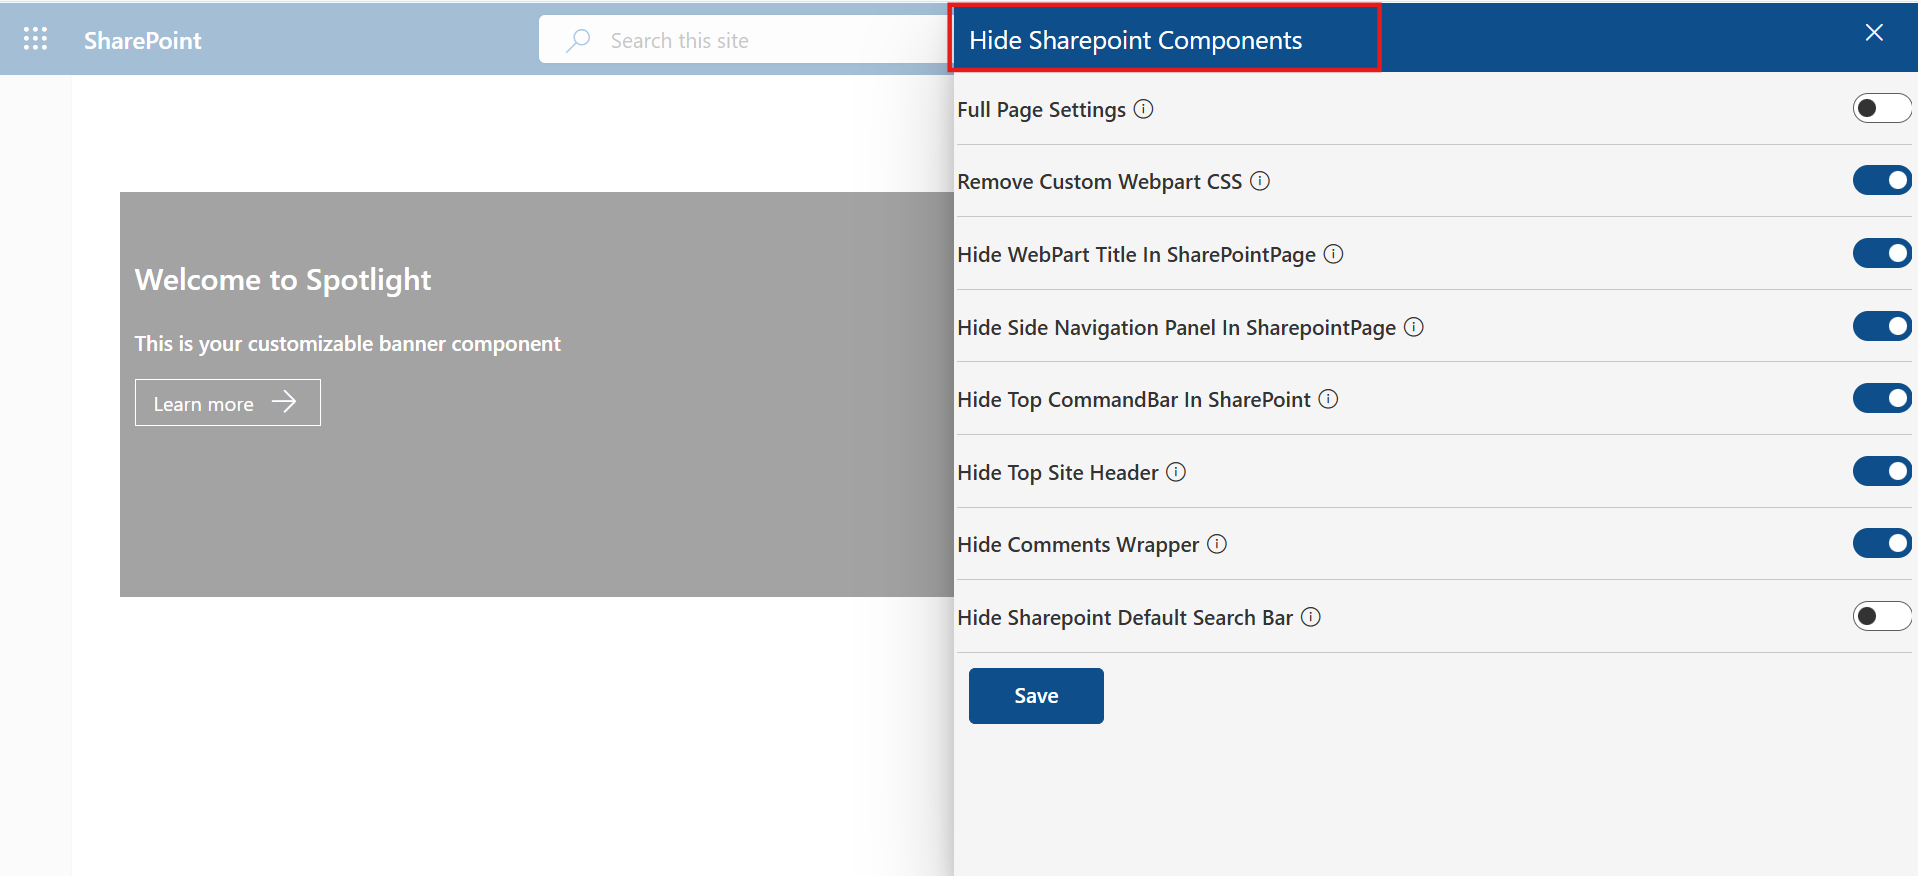 SharePoint
Search this site
Hide Sharepoint Components
Full Page Settings
Remove Custom Webpart CSS
Hide WebPart Title In SharePointPage
Hide Side Navigation Panel In SharepointPage
Hide Top CommandBar In SharePoint
Hide Top Site Header
Hide Comments Wrapper
Hide Sharepoint Default Search Bar
Save
Welcome to Spotlight
This is your customizable banner component
Learn more